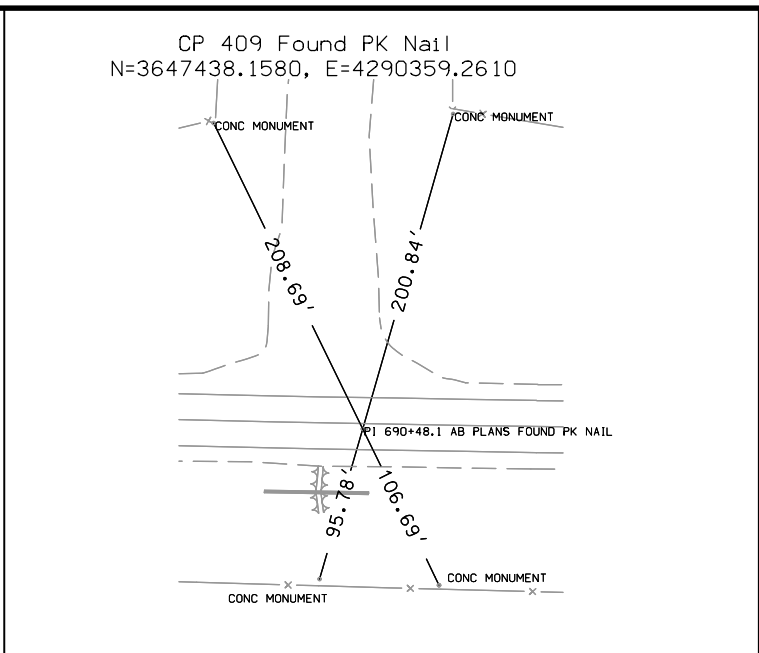 CP 409 Found PK Nail
N=3647438.1580, E=4290359.2610
CONC MONUMENT
CONC MONUMENT
208.69'
200.84'
PI 690+48.1 AB PLANS FOUND PK NAIL
95.78'
106.69'
CONC MONUMENT
CONC MONUMENT